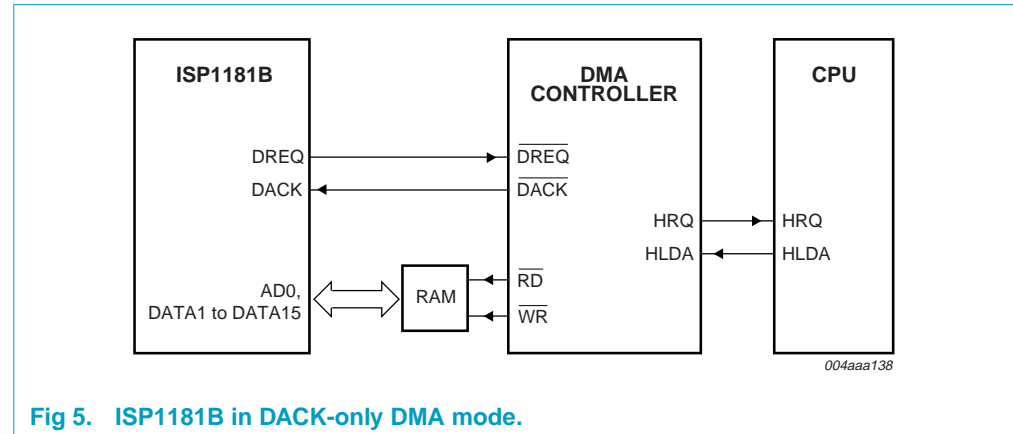 ISP1181B
DMA
CONTROLLER
CPU
DREQ
DREQ
DACK
DACK
HRQ
HRQ
HLDA
HLDA
AD0,
DATA1 to DATA15
RAM
RD
WR
004aaa138
Fig 5. ISP1181B in DACK-only DMA mode.